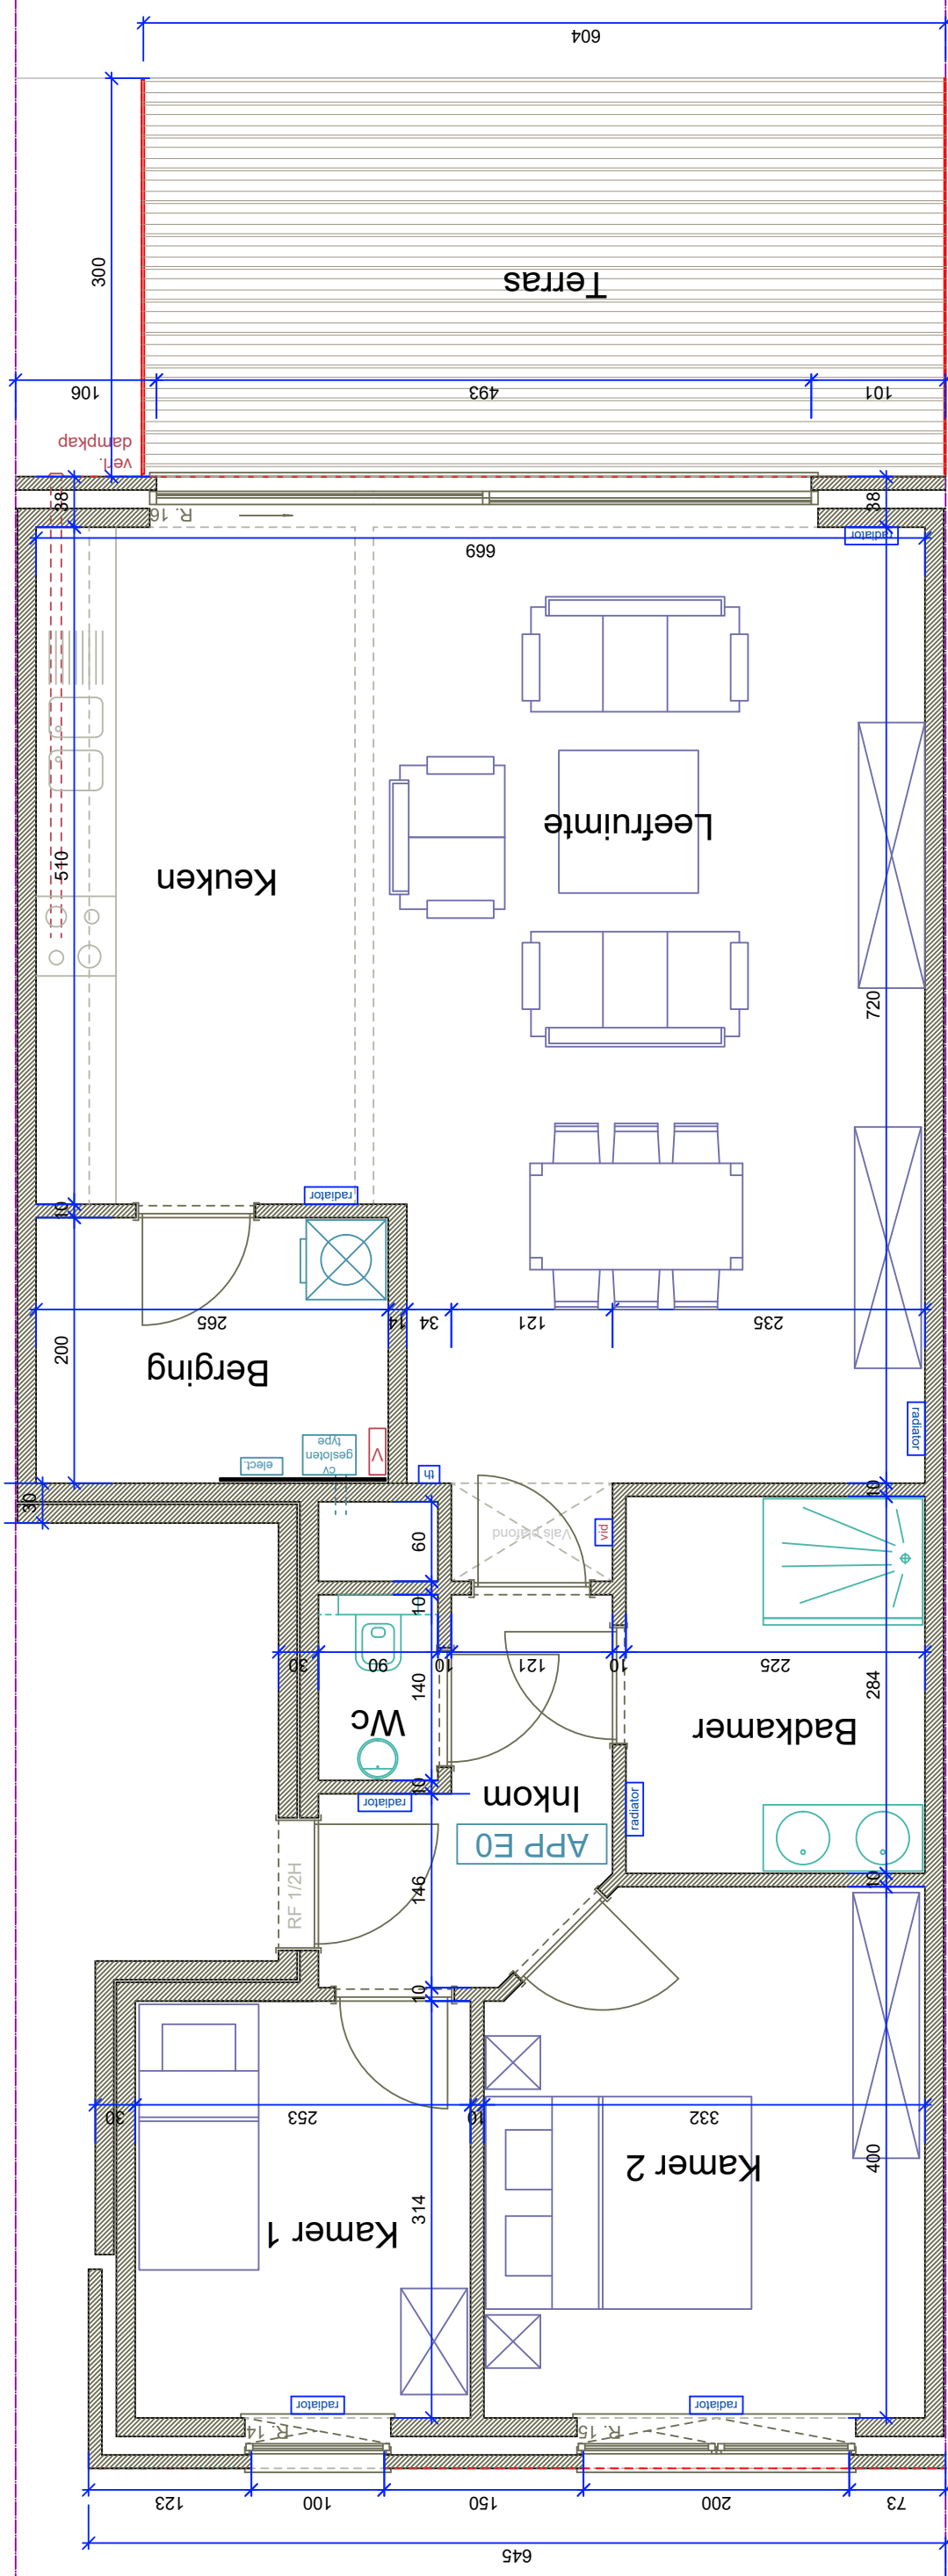 604
300
Terras
106
493
101
verl.
dampkap
38
R. 16
38
radiator
669
Leefruimte
Keuken
510
720
10
radiator
265
14
34
121
235
200
Berging
radiator
elect.
cv
gesloten
type
V
th
30
10
60
Vals plafond
vid
10
30
90
10
121
10
225
140
284
Wc
Badkamer
10
radiator
Inkom
radiator
APP E0
RF 1/2H
146
10
10
30
253
10
332
400
Kamer 2
314
Kamer 1
radiator
radiator
R. 14
R. 15
123
100
150
200
73
645